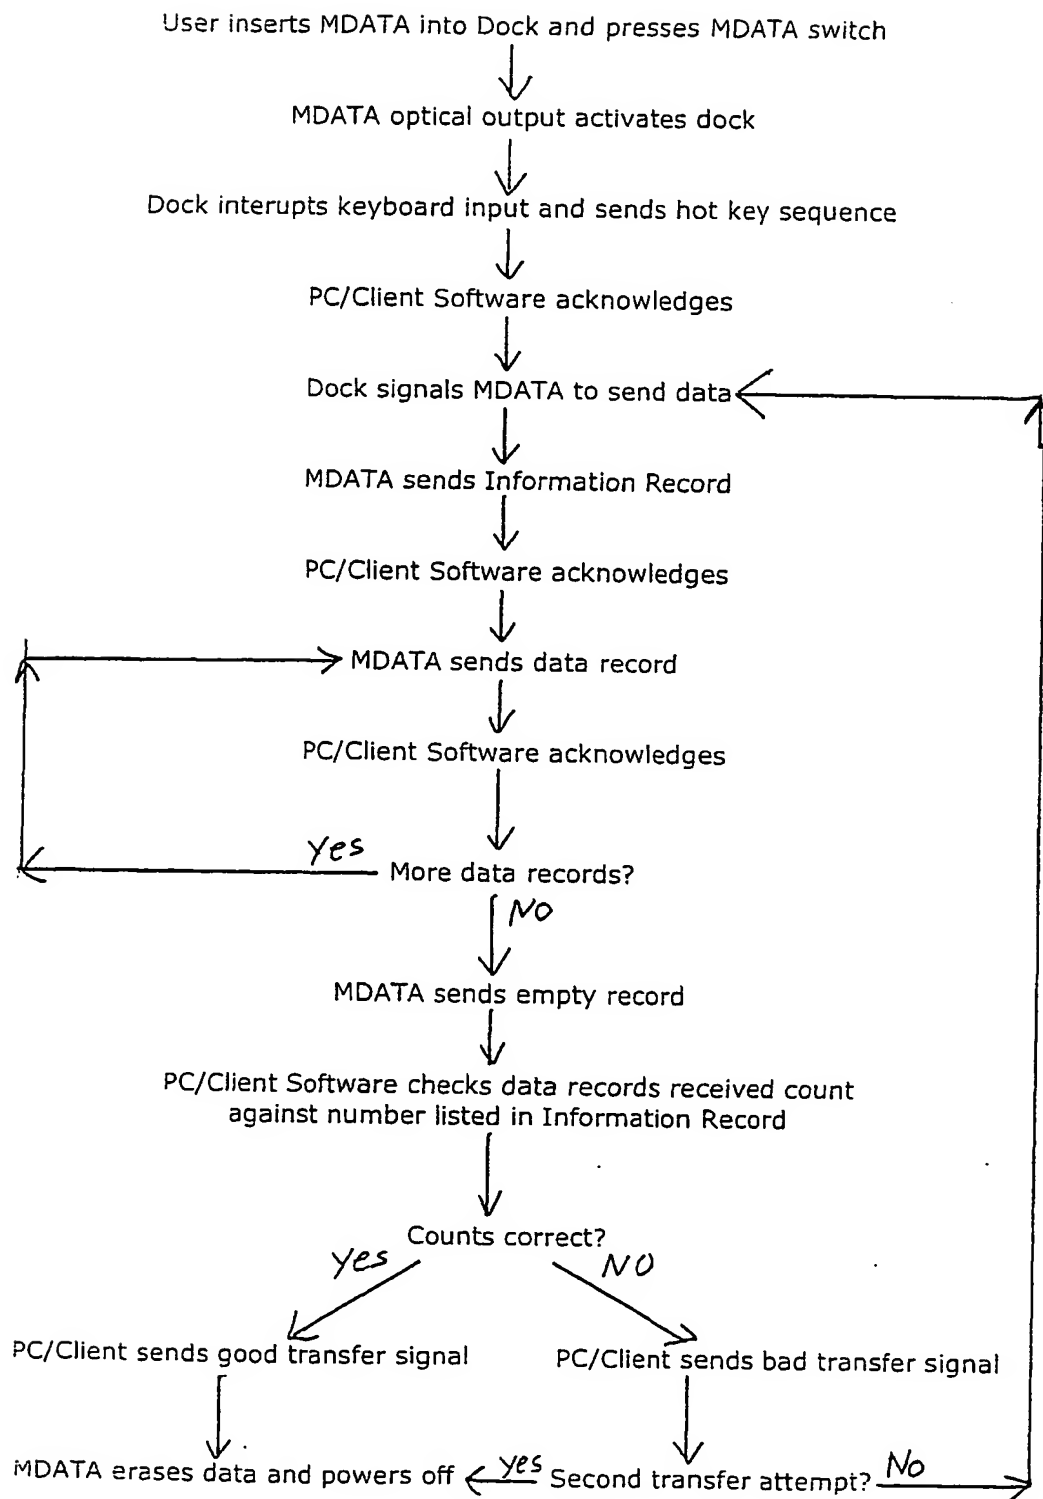 User inserts MDATA into Dock and presses MDATA switch
MDATA optical output activates dock
Dock interupts keyboard input and sends hot key sequence
PC/Client Software acknowledges
Dock signals MDATA to send data
MDATA sends Information Record
PC/Client Software acknowledges
MDATA sends data record
PC/Client Software acknowledges
Yes
More data records?
NO
MDATA sends empty record
PC/Client Software checks data records received count
against number listed in Information Record
Counts correct?
Yes
NO
PC/Client sends good transfer signal
PC/Client sends bad transfer signal
MDATA erases data and powers off
yes
Second transfer attempt?
No